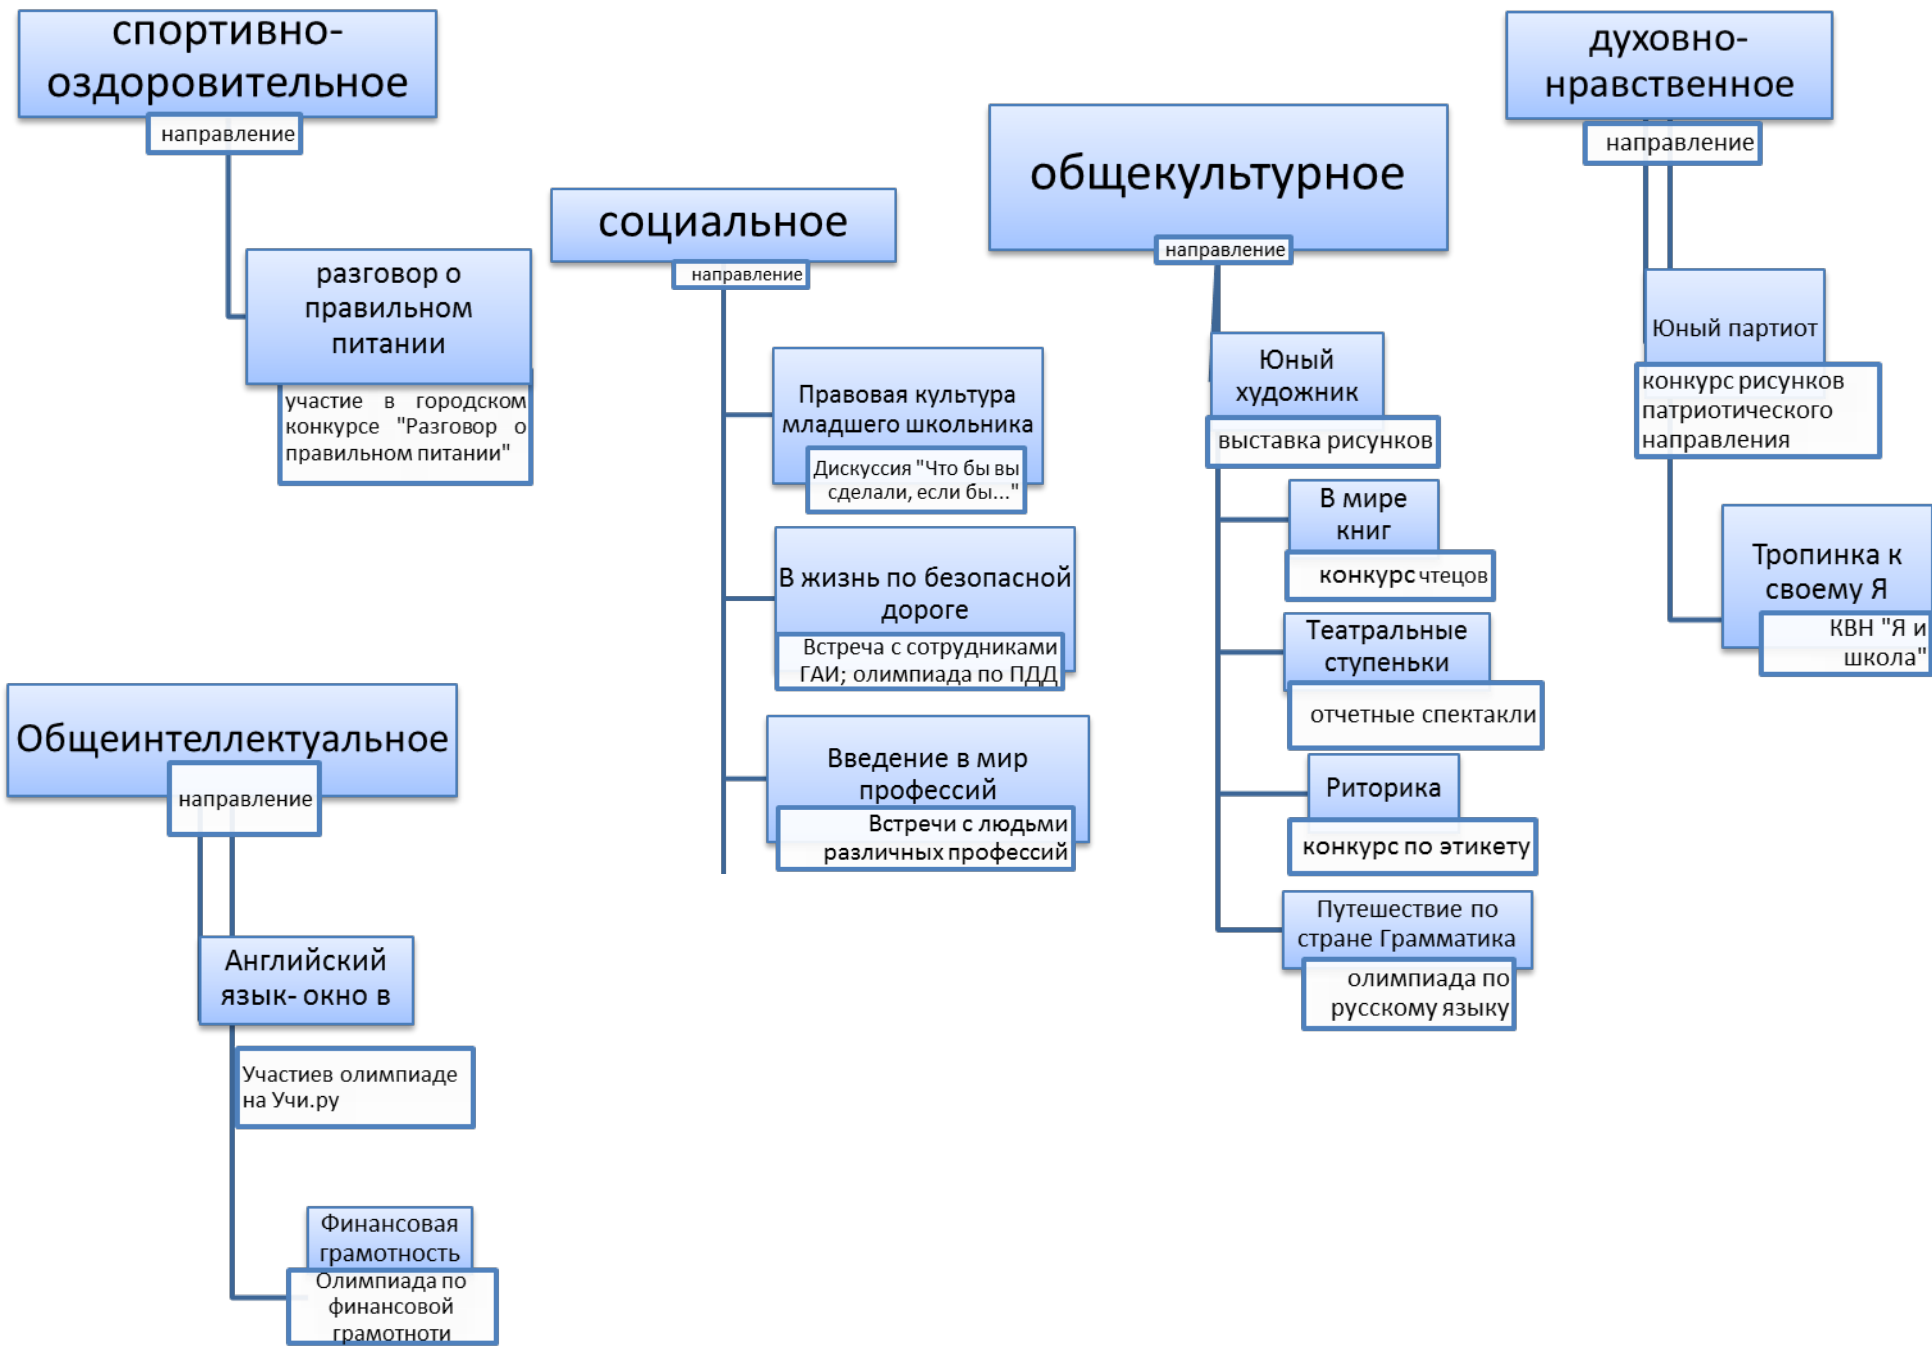 спортивно-
оздоровительное
направление
разговор о
правильном
питании
участие в городском
конкурсе "Разговор о
правильном питании"
Общеинтеллектуальное
направление
Английский
язык- окно в
Участиев олимпиаде
на Учи.ру
Финансовая
грамотность
Олимпиада по
финансовой
грамотноти
социальное
направление
Правовая культура
младшего школьника
Дискуссия "Что бы вы
сделали, если бы..."
В жизнь по безопасной
дороге
Встреча с сотрудниками
ГАИ; олимпиада по ПДД
Введение в мир
профессий
Встречи с людьми
различных профессий
общекультурное
направление
Юный
художник
выставка рисунков
В мире
книг
конкурс чтецов
Театральные
ступеньки
отчетные спектакли
Риторика
конкурс по этикету
Путешествие по
стране Грамматика
олимпиада по
русскому языку
духовно-
нравственное
направление
Юный партиот
конкурс рисунков
патриотического
направления
Тропинка к
своему Я
КВН "Я и
школа"